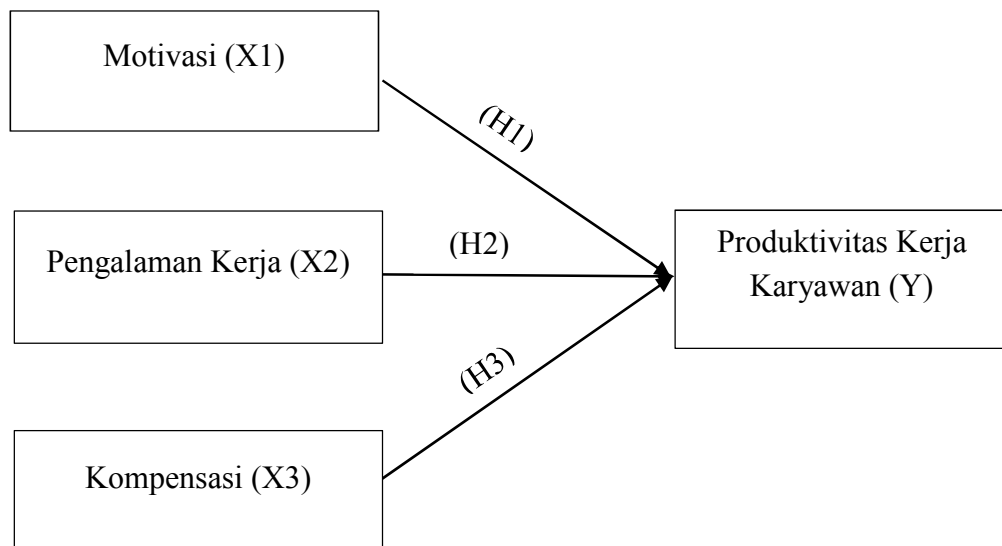 Motivasi (X1)
(H1)
Pengalaman Kerja (X2)
(H2)
Produktivitas Kerja
Karyawan (Y)
(H3)
Kompensasi (X3)